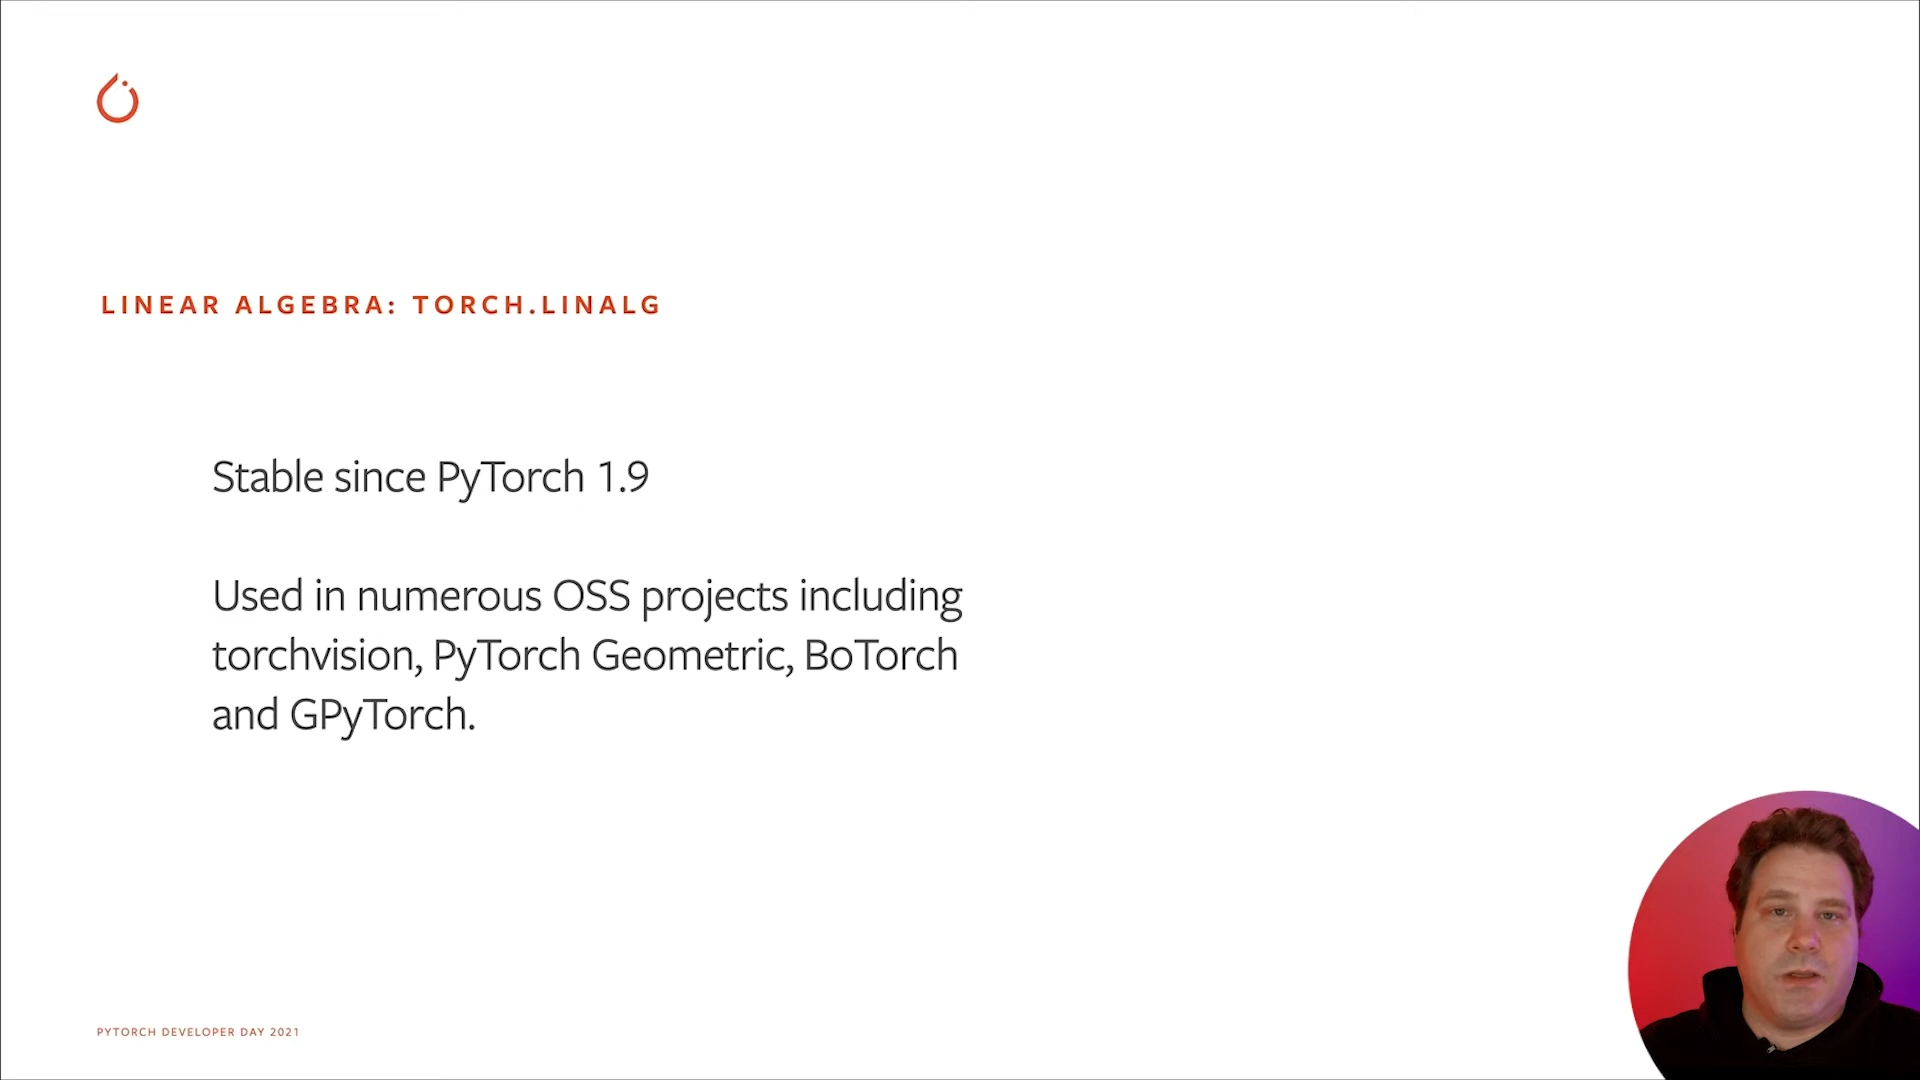 LINEAR ALGEBRA: TORCH.LINALG
Stable since PyTorch 1.9
Used in numerous OSS projects including
torchvision, PyTorch Geometric, BoTorch
and GPyTorch.
PYTORCH DEVELOPER DAY 2021